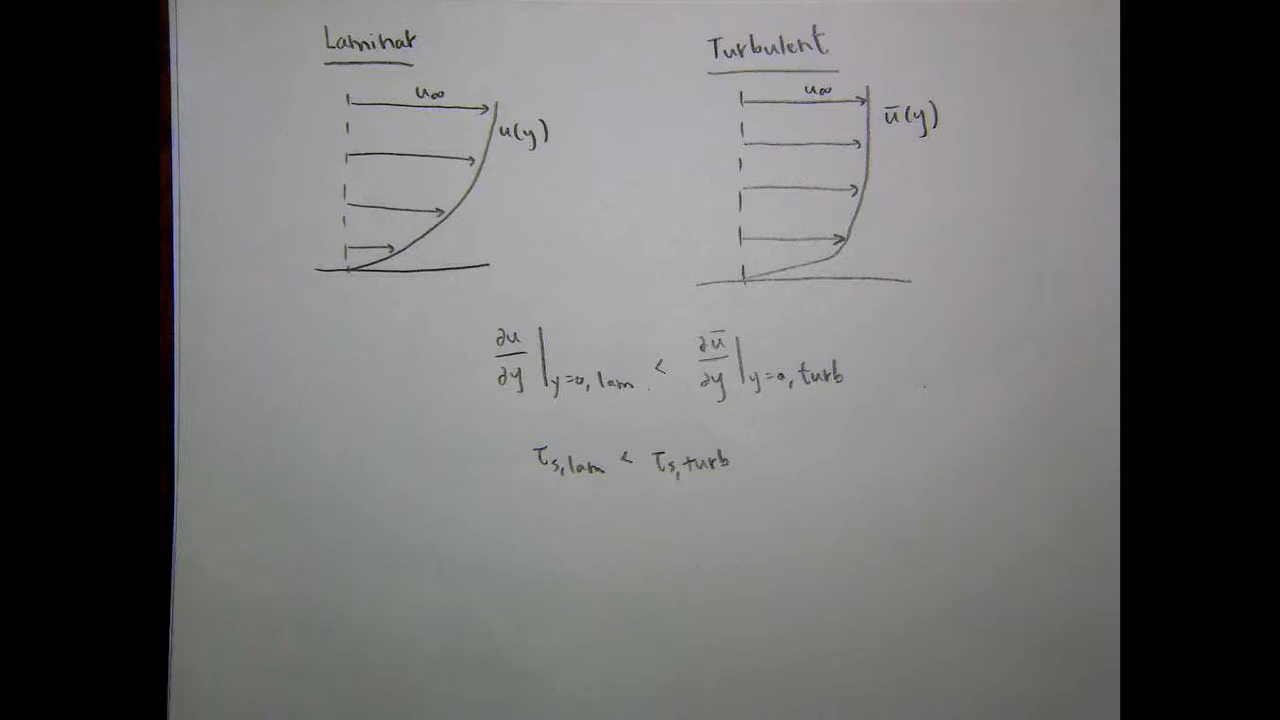 Laminar
Turbulent
u∞
u(y)
u∞
ū(y)
∂u/∂y |y=0, lam < ∂ū/∂y |y=0, turb
τs,lam < τs,turb